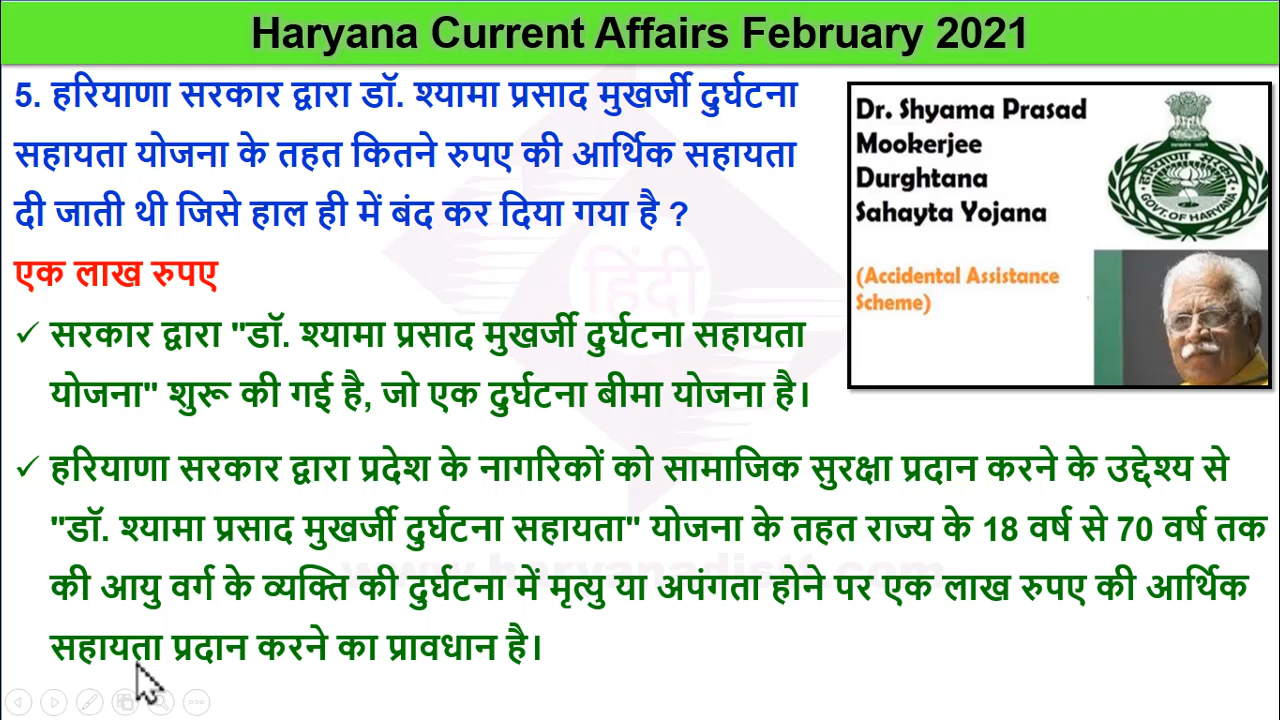 Haryana Current Affairs February 2021
5. हरियाणा सरकार द्वारा डॉ. श्यामा प्रसाद मुखर्जी दुर्घटना
सहायता योजना के तहत कितने रुपए की आर्थिक सहायता
दी जाती थी जिसे हाल ही में बंद कर दिया गया है ?
एक लाख रुपए
✓ सरकार द्वारा "डॉ. श्यामा प्रसाद मुखर्जी दुर्घटना सहायता
योजना" शुरू की गई है, जो एक दुर्घटना बीमा योजना है।
✓ हरियाणा सरकार द्वारा प्रदेश के नागरिकों को सामाजिक सुरक्षा प्रदान करने के उद्देश्य से
"डॉ. श्यामा प्रसाद मुखर्जी दुर्घटना सहायता" योजना के तहत राज्य के 18 वर्ष से 70 वर्ष तक
की आयु वर्ग के व्यक्ति की दुर्घटना में मृत्यु या अपंगता होने पर एक लाख रुपए की आर्थिक
सहायता प्रदान करने का प्रावधान है।
Dr. Shyama Prasad
Mookerjee
Durghtana
Sahayta Yojana
(Accidental Assistance
Scheme)
हरियाणा सरकार
GOVT. OF HARYANA
हिंदी